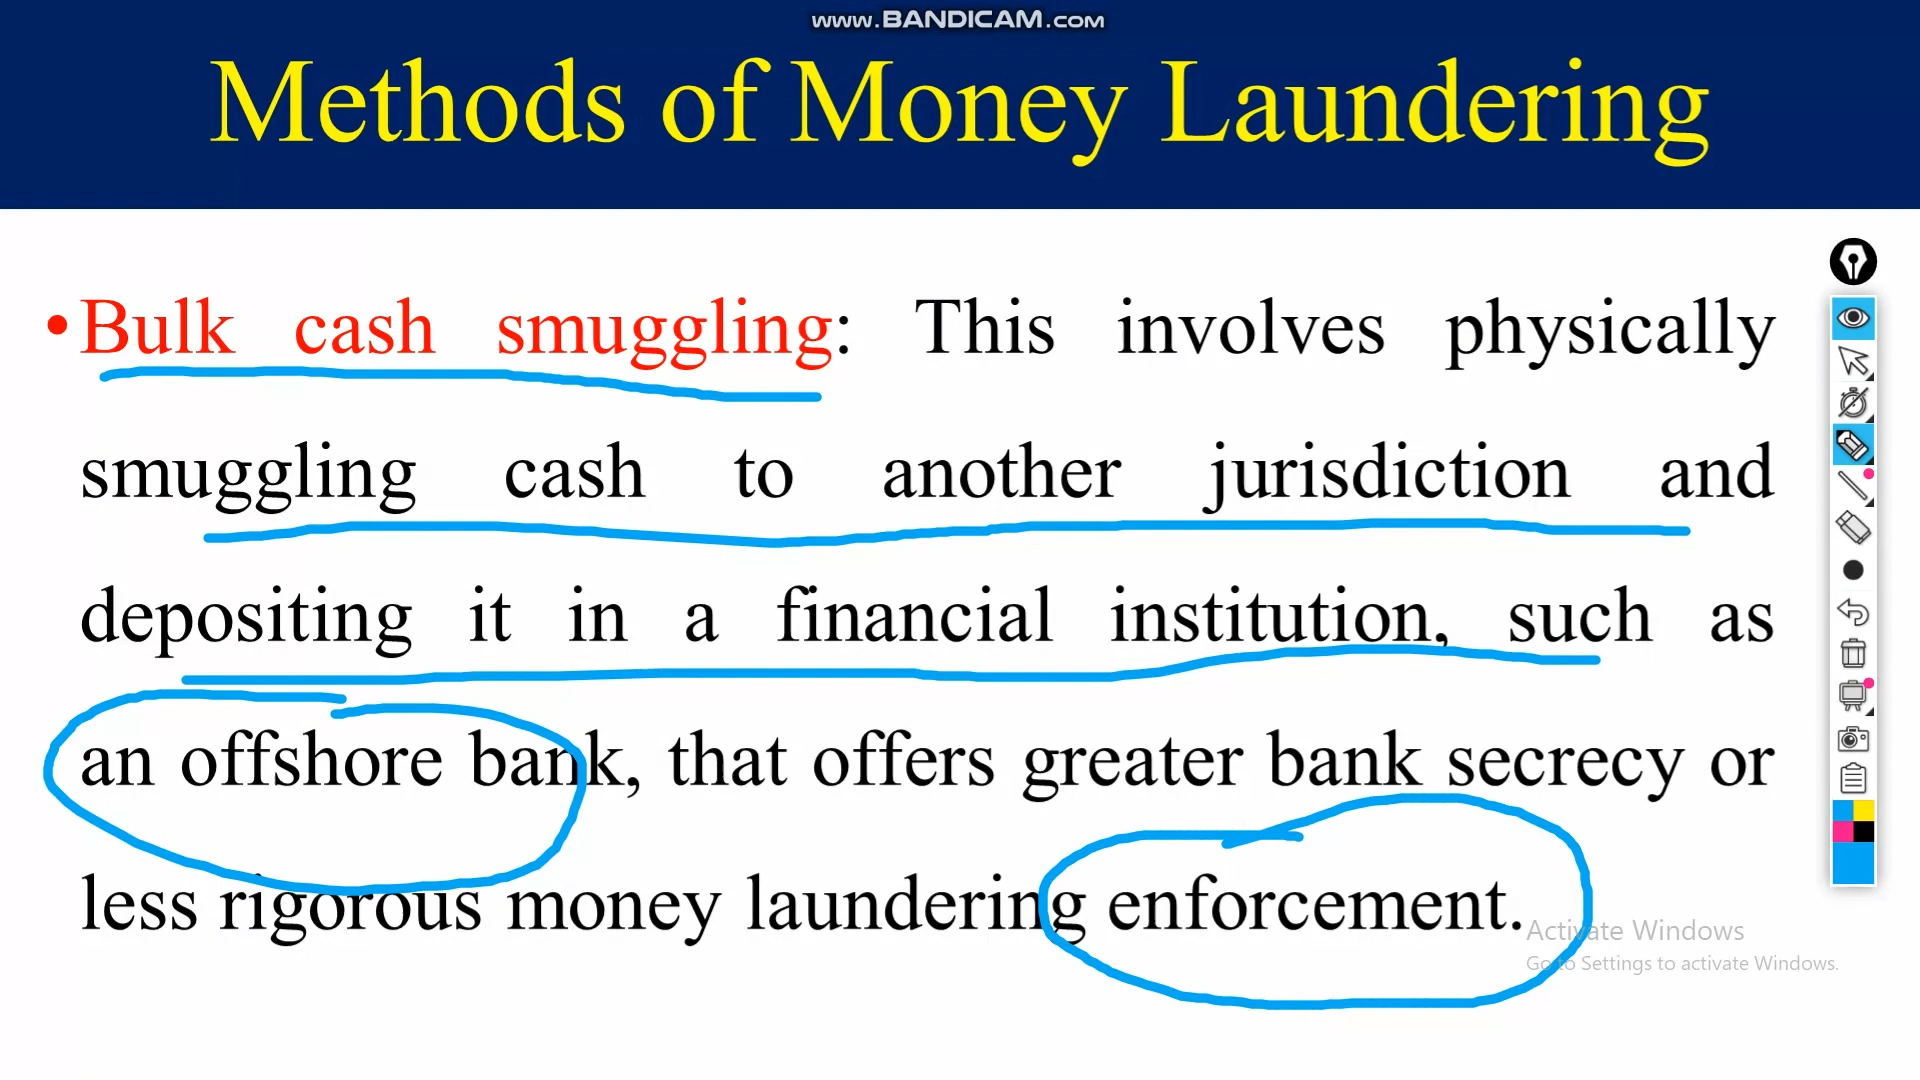 www.BANDICAM.com
Methods of Money Laundering
•Bulk cash smuggling: This involves physically
smuggling cash to another jurisdiction and
depositing it in a financial institution, such as
an offshore bank, that offers greater bank secrecy or
less rigorous money laundering enforcement.
Activate Windows
Go to Settings to activate Windows.